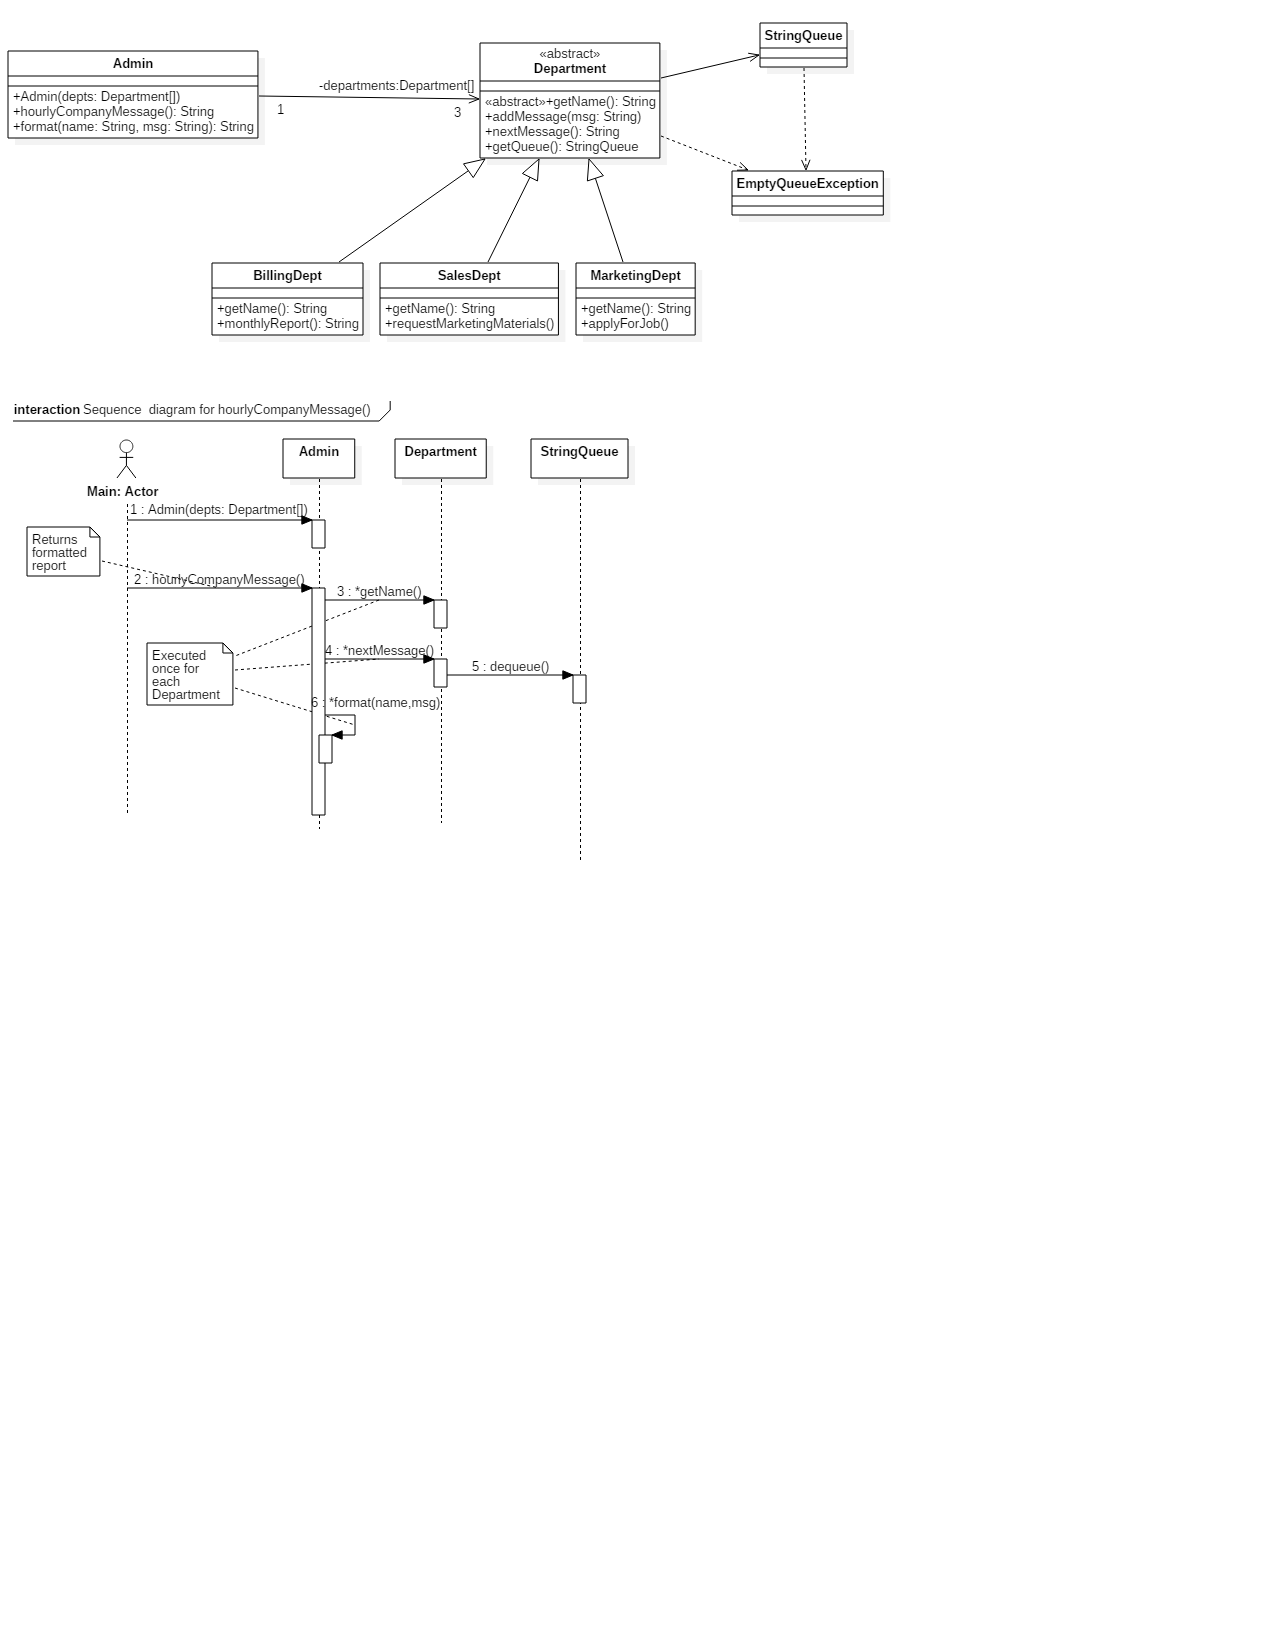 StringQueue
Admin
+Admin(depts: Department[])
+hourlyCompanyMessage(): String
+format(name: String, msg: String): String
-departments:Department[]
1
3
«abstract»
Department
«abstract»+getName(): String
+addMessage(msg: String)
+nextMessage(): String
+getQueue(): StringQueue
EmptyQueueException
BillingDept
+getName(): String
+monthlyReport(): String
SalesDept
+getName(): String
+requestMarketingMaterials()
MarketingDept
+getName(): String
+applyForJob()
interaction Sequence  diagram for hourlyCompanyMessage()
Main: Actor
Admin
Department
StringQueue
1 : Admin(depts: Department[])
Returns
formatted
report
2 : hourlyCompanyMessage()
3 : *getName()
Executed
once for
each
Department
4 : *nextMessage()
5 : dequeue()
6 : *format(name,msg)